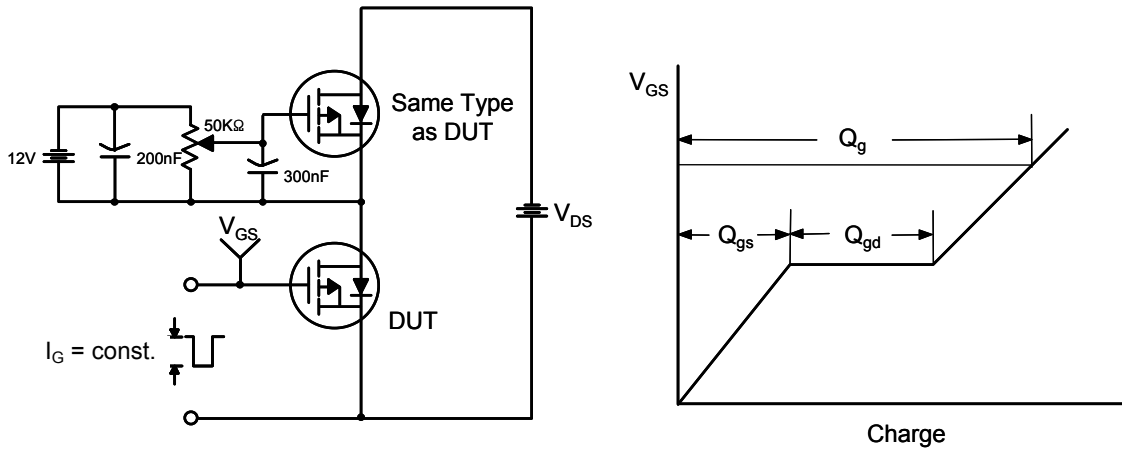 12V
200nF
50KΩ
300nF
Same Type
as DUT
V_GS
DUT
I_G = const.
V_DS
V_GS
Q_g
Q_gs
Q_gd
Charge